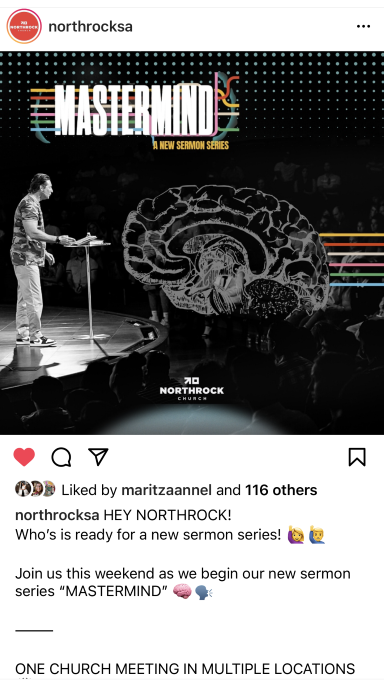 northrocksa
MASTERMIND
A NEW SERMON SERIES
NORTHROCK
CHURCH
Liked by maritzaannel and 116 others
northrocksa HEY NORTHROCK!
Who's is ready for a new sermon series! 🙋‍♀️ 🙋‍♂️
Join us this weekend as we begin our new sermon
series “MASTERMIND” 🧠 🗣️
⸻
ONE CHURCH MEETING IN MULTIPLE LOCATIONS